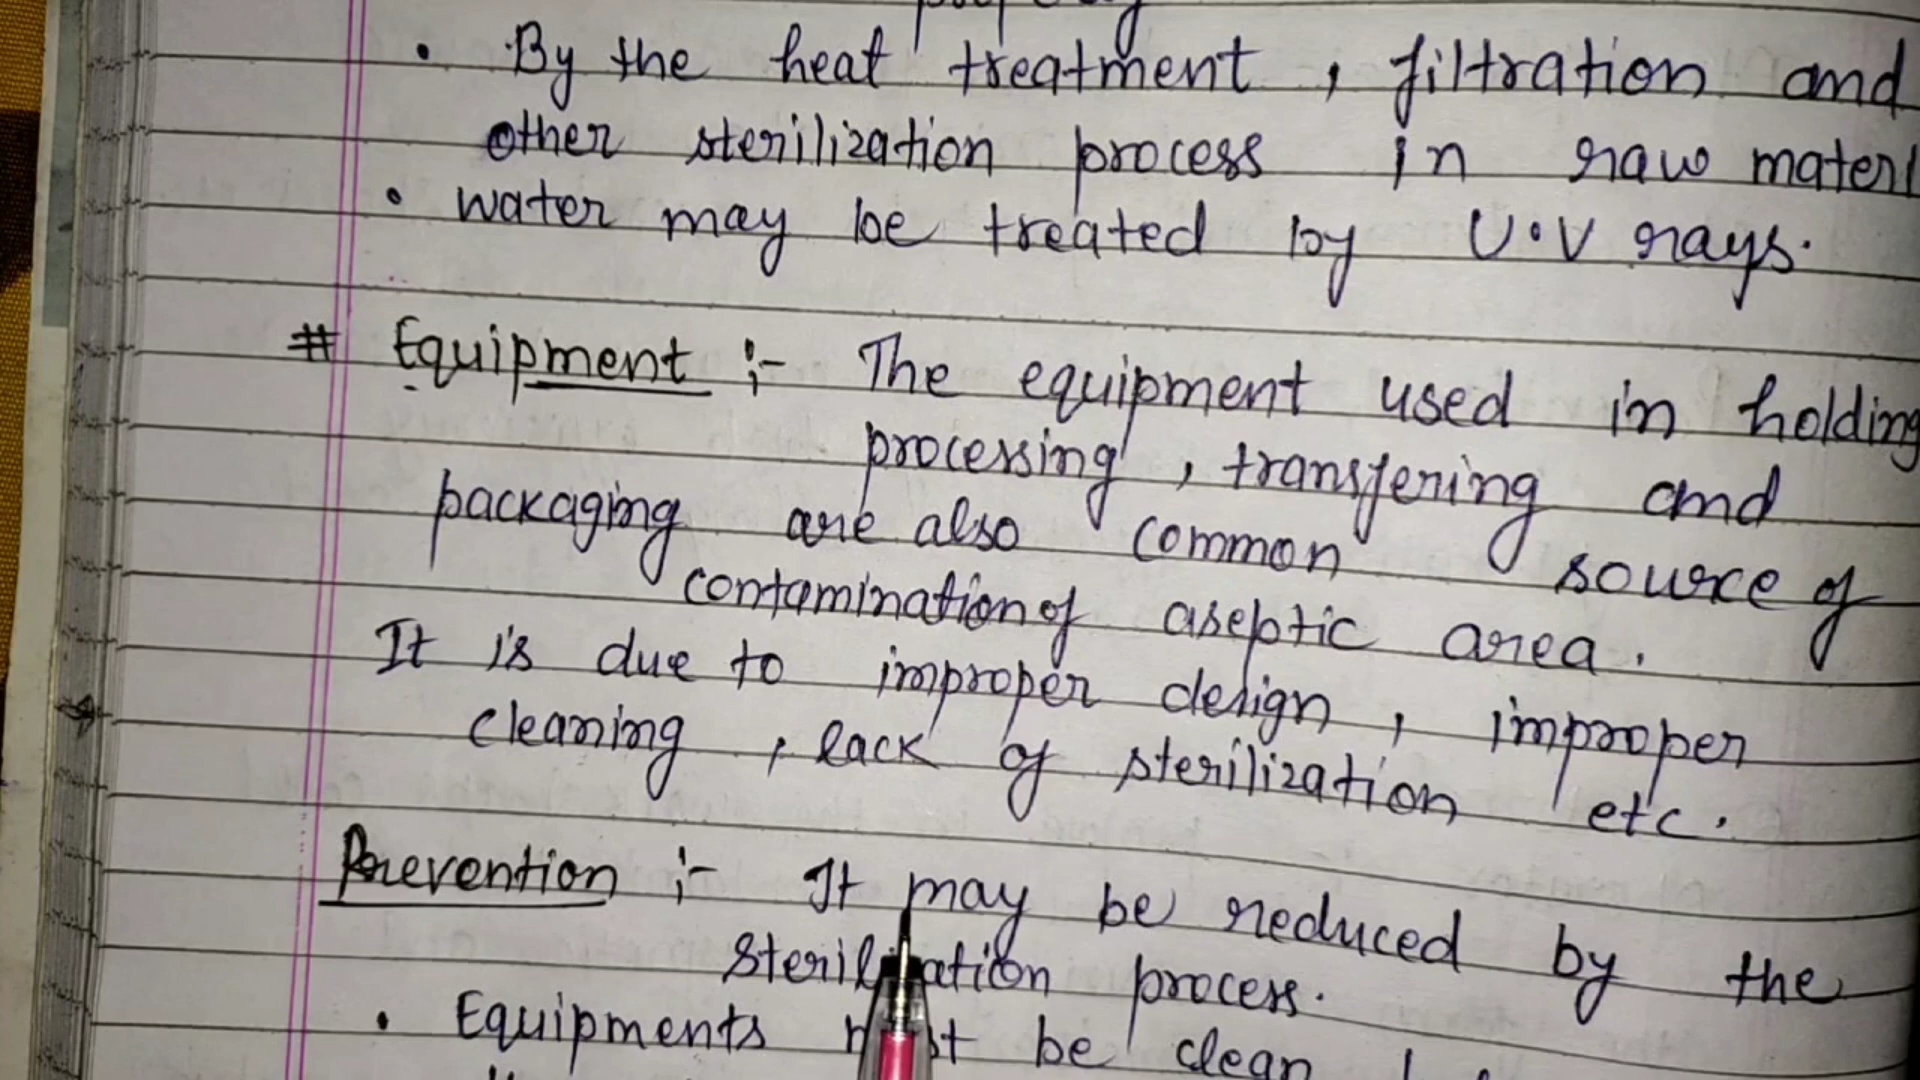 • By the heat treatment, filtration and
other sterilization process in raw materi
• water may be treated by U.V rays.
# Equipment :- The equipment used in holding
processing, transfering and
packaging are also common source of
contamination of aseptic area.
It is due to improper design, improper
cleaning, lack of sterilization etc.
Prevention :- It may be reduced by the
sterilization process.
• Equipments must be clean